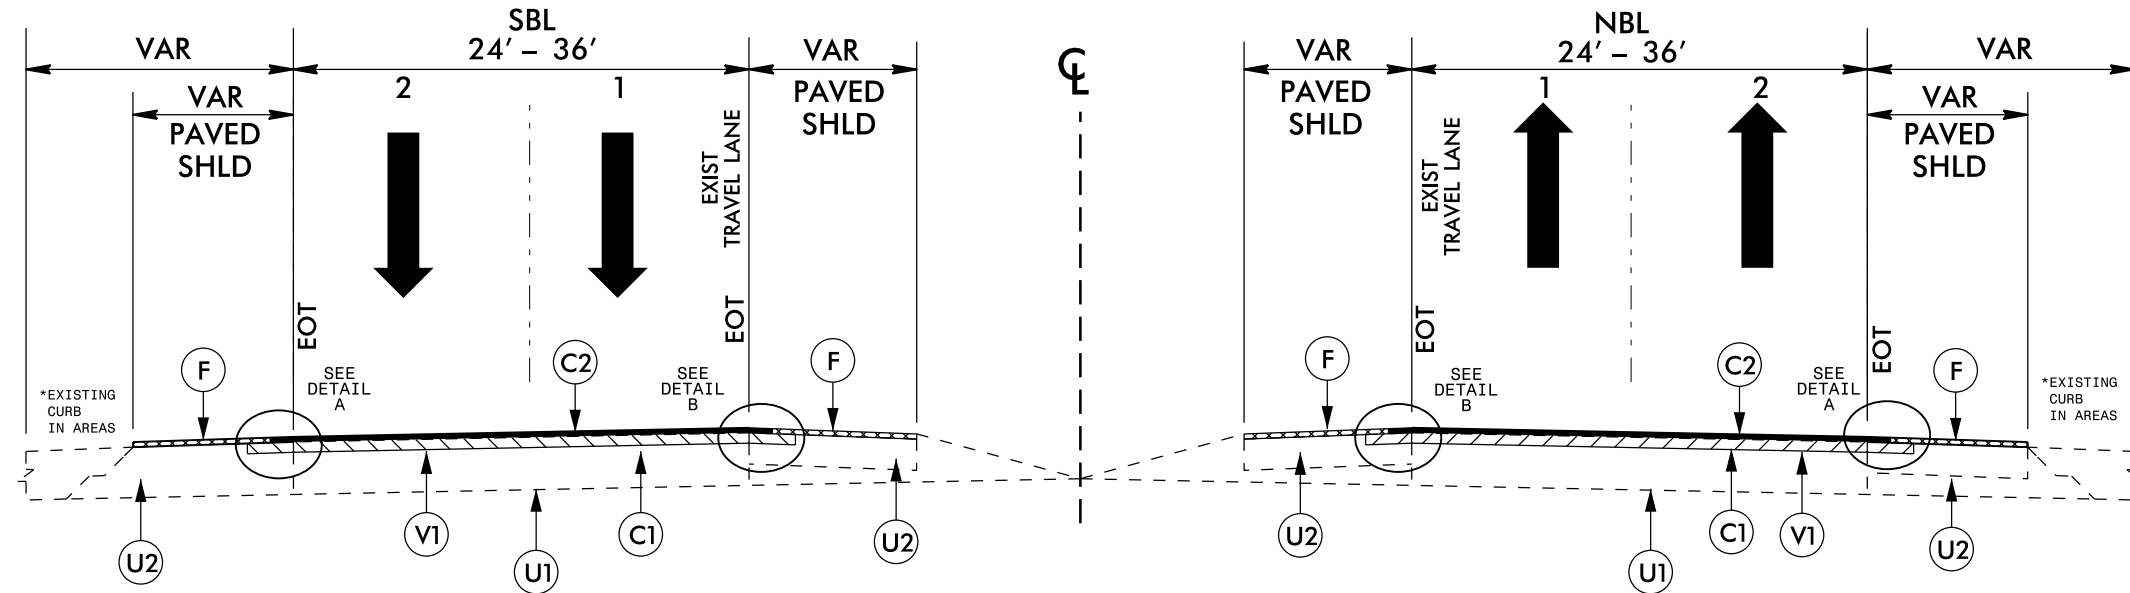 SBL
VAR
24' – 36'
VAR
2
1
VAR
PAVED
SHLD
PAVED
SHLD
EXIST
TRAVEL LANE
EOT
EOT
F
C2
F
SEE
DETAIL
A
SEE
DETAIL
B
*EXISTING
CURB
IN AREAS
U2
V1
U1
C1
U2
CL
NBL
VAR
24' – 36'
VAR
1
2
PAVED
SHLD
VAR
PAVED
SHLD
EXIST
TRAVEL LANE
EOT
EOT
F
C2
F
SEE
DETAIL
B
SEE
DETAIL
A
*EXISTING
CURB
IN AREAS
U2
C1
V1
U2
U1